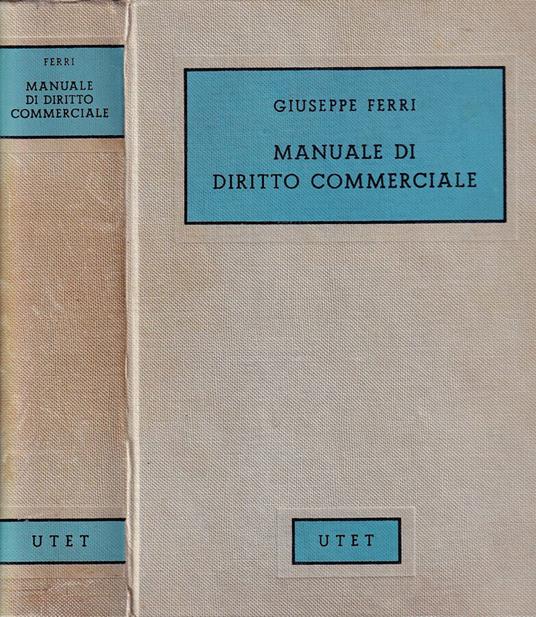 FERRI
MANUALE
DI DIRITTO
COMMERCIALE
UTET
GIUSEPPE FERRI
MANUALE DI
DIRITTO COMMERCIALE
UTET